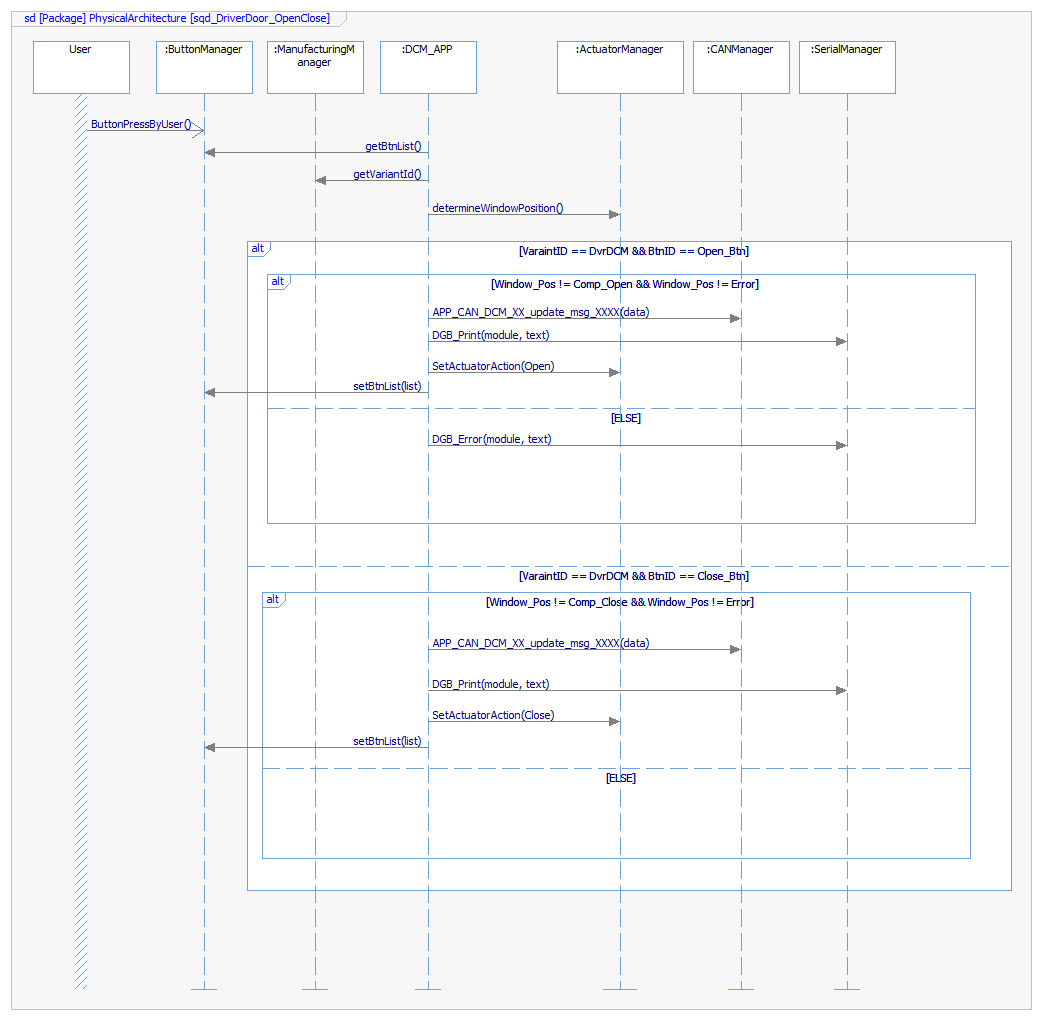 sd [Package] PhysicalArchitecture [sqd_DriverDoor_OpenClose]
User
:ButtonManager
:ManufacturingM
anager
:DCM_APP
:ActuatorManager
:CANManager
:SerialManager
ButtonPressByUser()
getBtnList()
getVariantId()
determineWindowPosition()
alt
[VaraintID == DvrDCM && BtnID == Open_Btn]
alt
[Window_Pos != Comp_Open && Window_Pos != Error]
APP_CAN_DCM_XX_update_msg_XXXX(data)
DGB_Print(module, text)
SetActuatorAction(Open)
setBtnList(list)
[ELSE]
DGB_Error(module, text)
[VaraintID == DvrDCM && BtnID == Close_Btn]
alt
[Window_Pos != Comp_Close && Window_Pos != Error]
APP_CAN_DCM_XX_update_msg_XXXX(data)
DGB_Print(module, text)
SetActuatorAction(Close)
setBtnList(list)
[ELSE]